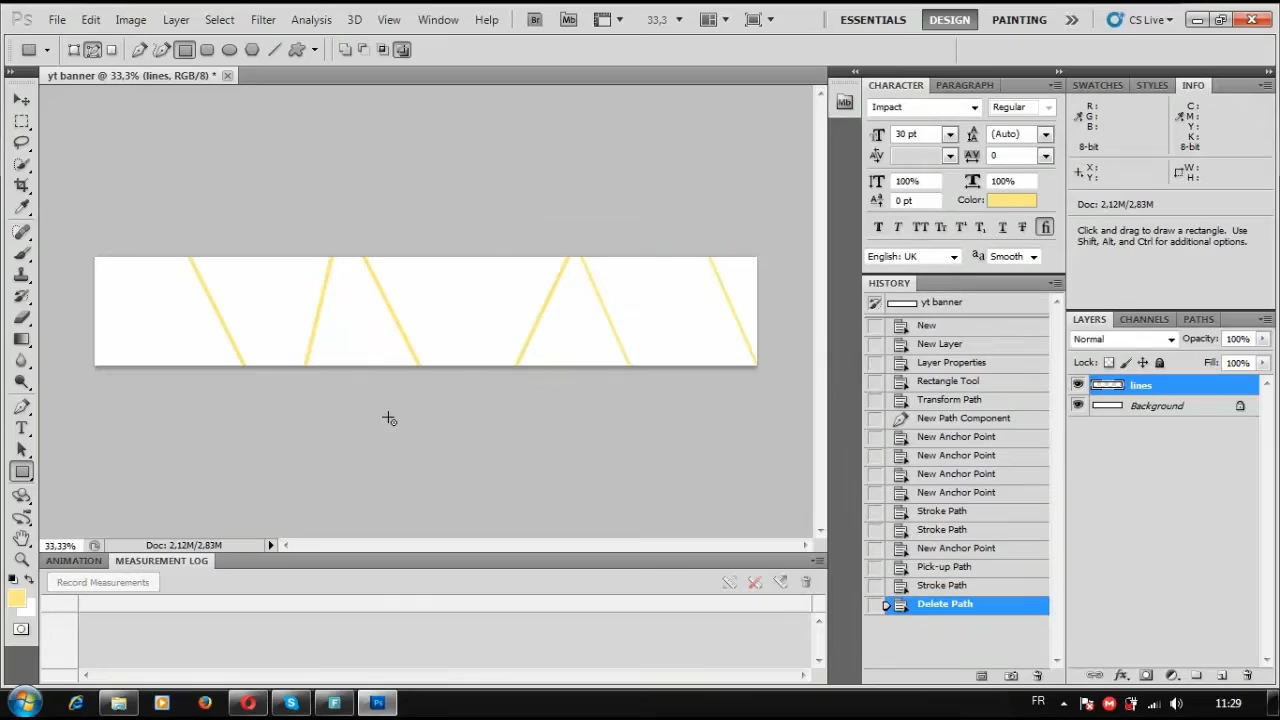 Ps File Edit Image Layer Select Filter Analysis 3D View Window Help Br Mb 33,3 ESSENTIALS DESIGN PAINTING CS Live
yt banner @ 33,3% (lines, RGB/8) *
CHARACTER PARAGRAPH
Impact Regular
30 pt (Auto)
0
100% 100%
0 pt Color:
English: UK aa Smooth
SWATCHES STYLES INFO
R: C:
G: M:
B: Y:
K:
8-bit 8-bit
X: W:
Y: H:
Doc: 2,12M/2,83M
Click and drag to draw a rectangle. Use
Shift, Alt, and Ctrl for additional options.
HISTORY
yt banner
New
New Layer
Layer Properties
Rectangle Tool
Transform Path
New Path Component
New Anchor Point
New Anchor Point
New Anchor Point
New Anchor Point
Stroke Path
Stroke Path
New Anchor Point
Pick-up Path
Stroke Path
Delete Path
LAYERS CHANNELS PATHS
Normal Opacity: 100%
Lock: Fill: 100%
lines
Background
33,33% Doc: 2,12M/2,83M
ANIMATION MEASUREMENT LOG
Record Measurements
FR 11:29